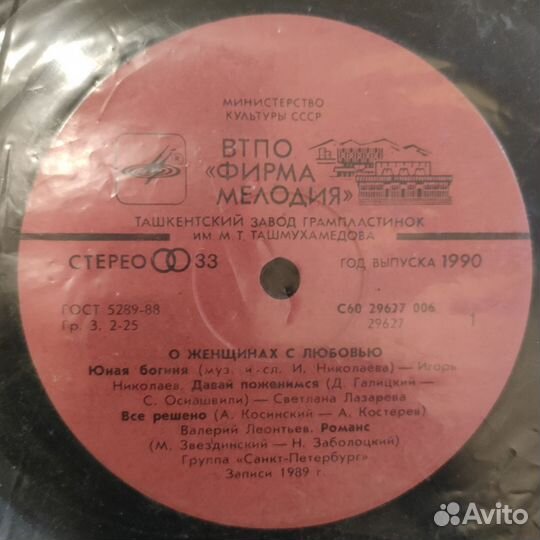 МИНИСТЕРСТВО
КУЛЬТУРЫ СССР
ВТПО
«ФИРМА
МЕЛОДИЯ»
ТАШКЕНТСКИЙ ЗАВОД ГРАМПЛАСТИНОК
ИМ М Т ТАШМУХАМЕДОВА
СТЕРЕО 33
ГОД ВЫПУСКА 1990
ГОСТ 5289-88
Гр. 3. 2-25
С60 29627 006
29627
1
О ЖЕНЩИНАХ С ЛЮБОВЬЮ
Юная богиня (муз. и сл. И. Николаева) — Игорь
Николаев. Давай поженимся (Д. Галицкий —
С. Осиашвили) — Светлана Лазарева
Все решено (А. Косинский — А. Костерев)
Валерий Леонтьев. Романс
(М. Звездинский — Н. Заболоцкий)
Группа «Санкт-Петербург»
Записи 1989 г.
Avito